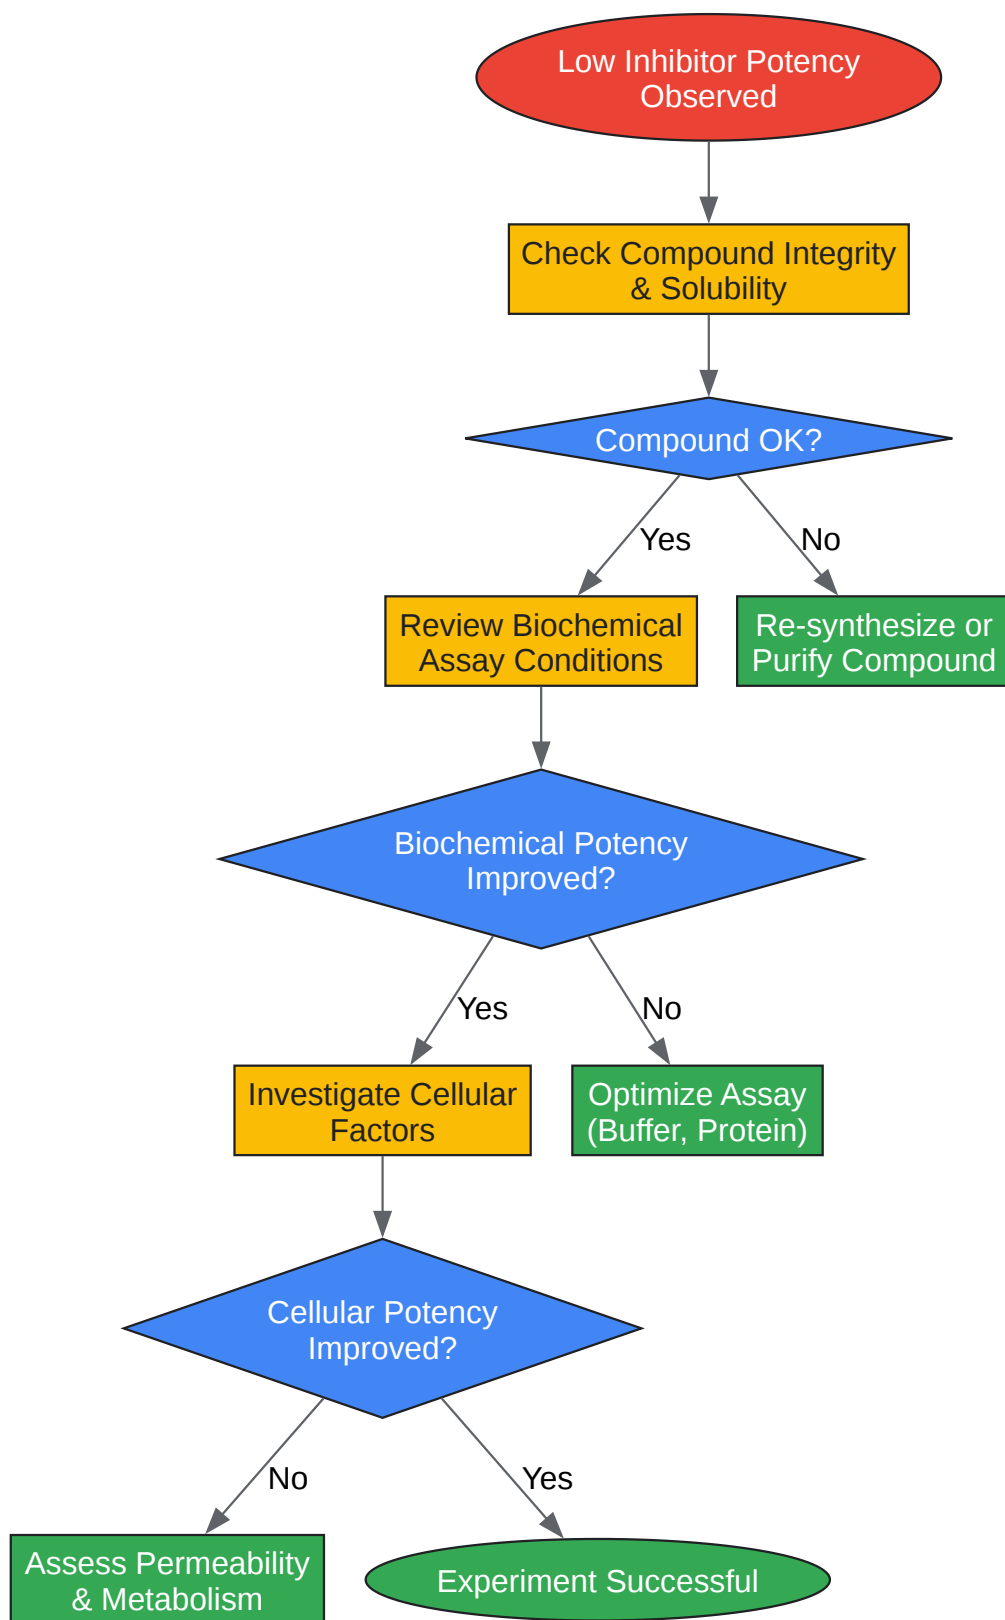 Low Inhibitor Potency
Observed
Check Compound Integrity
& Solubility
Compound OK?
Yes
No
Review Biochemical
Assay Conditions
Re-synthesize or
Purify Compound
Biochemical Potency
Improved?
Yes
No
Investigate Cellular
Factors
Optimize Assay
(Buffer, Protein)
Cellular Potency
Improved?
No
Yes
Assess Permeability
& Metabolism
Experiment Successful